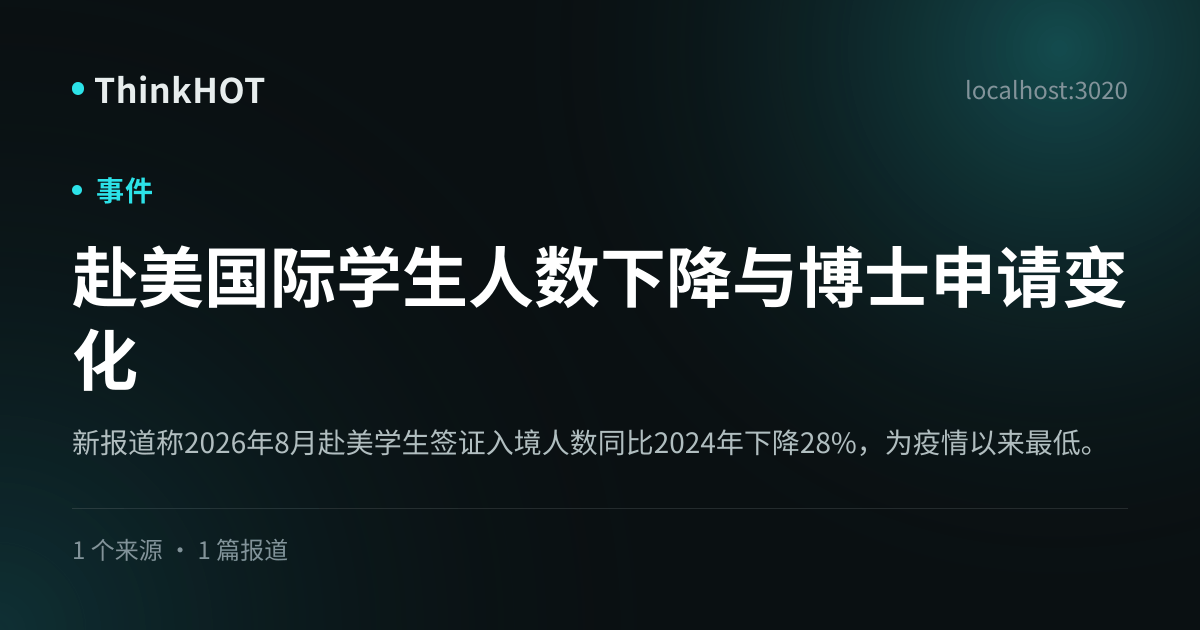 ThinkHOT
localhost:3020
事件
赴美国际学生人数下降与博士申请变
化
新报道称2026年8月赴美学生签证入境人数同比2024年下降28%，为疫情以来最低。
1 个来源 · 1 篇报道